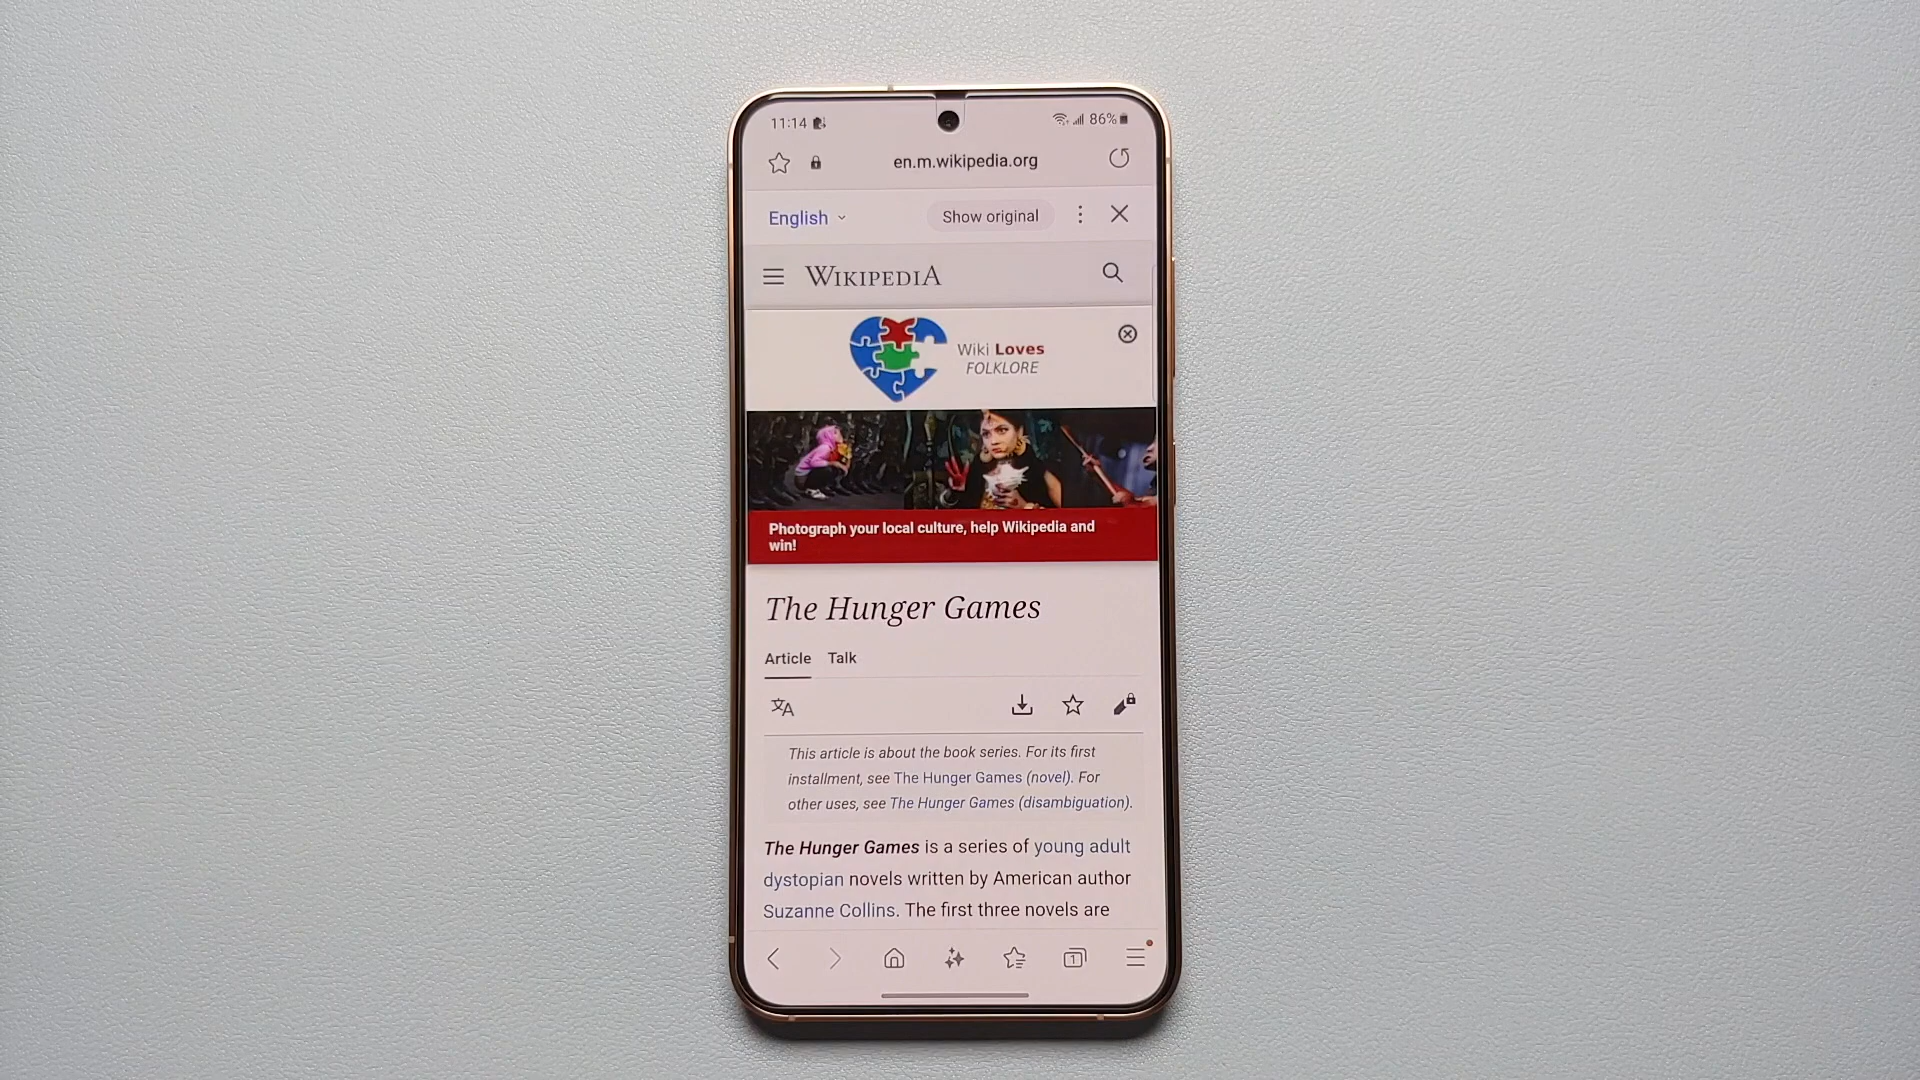 11:14
86%
en.m.wikipedia.org
English
Show original
WIKIPEDIA
Wiki Loves
FOLKLORE
Photograph your local culture, help Wikipedia and
win!
The Hunger Games
Article Talk
This article is about the book series. For its first
installment, see The Hunger Games (novel). For
other uses, see The Hunger Games (disambiguation).
The Hunger Games is a series of young adult
dystopian novels written by American author
Suzanne Collins. The first three novels are
1